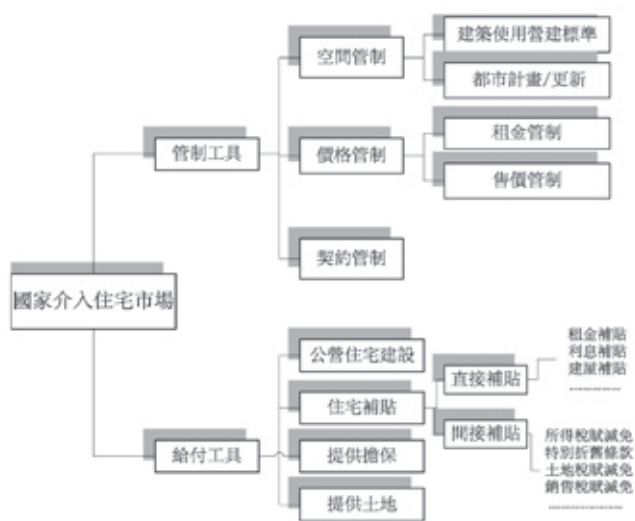 國家介入住宅市場
管制工具
空間管制
建築使用營建標準
都市計畫/更新
價格管制
租金管制
售價管制
契約管制
給付工具
公營住宅建設
住宅補貼
直接補貼
租金補貼
利息補貼
建屋補貼
間接補貼
所得稅賦減免
特別折舊條款
土地稅賦減免
銷售稅賦減免
提供擔保
提供土地